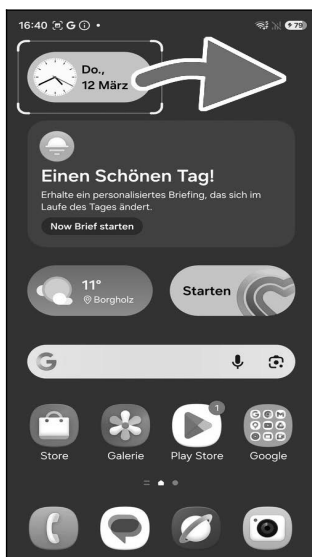 16:40 G
79
Do.,
12 März
Einen Schönen Tag!
Erhalte ein personalisiertes Briefing, das sich im
Laufe des Tages ändert.
Now Brief starten
11°
Borgholz
Starten
G
1
Store Galerie Play Store Google